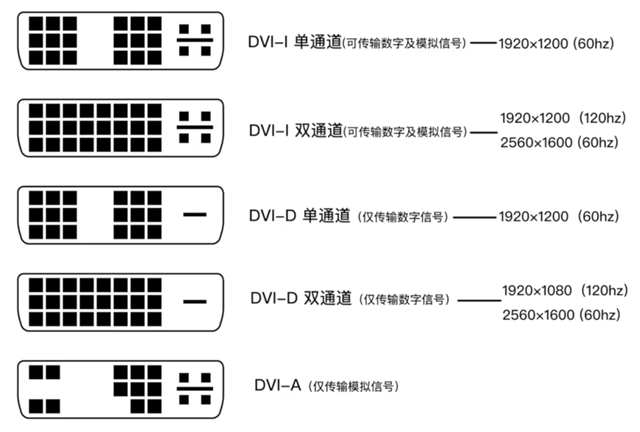 DVI-I 单通道(可传输数字及模拟信号)——1920×1200 (60hz)
DVI-I 双通道(可传输数字及模拟信号)——1920×1200 (120hz)
2560×1600 (60hz)
DVI-D 单通道 (仅传输数字信号)——1920×1200 (60hz)
DVI-D 双通道 (仅传输数字信号)——1920×1080 (120hz)
2560×1600 (60hz)
DVI-A (仅传输模拟信号)